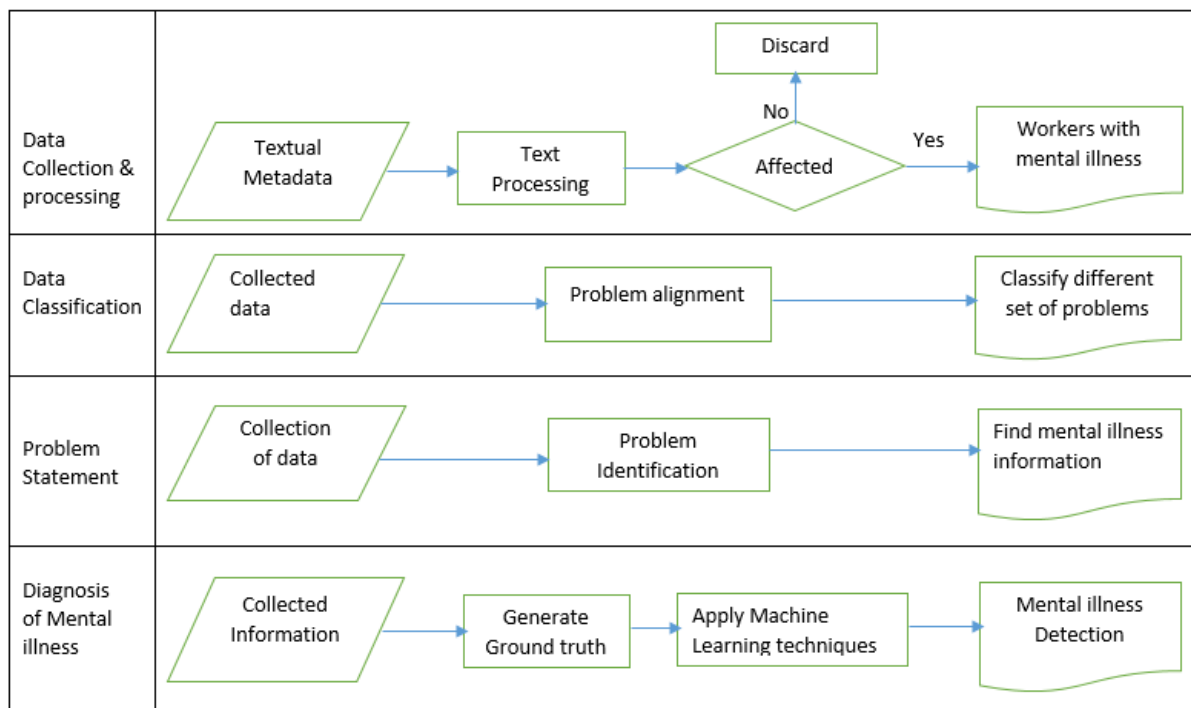 Data
Collection &
processing
Textual
Metadata
Text
Processing
Affected
No
Discard
Yes
Workers with
mental illness
Data
Classification
Collected
data
Problem alignment
Classify different
set of problems
Problem
Statement
Collection
of data
Problem
Identification
Find mental illness
information
Diagnosis
of Mental
illness
Collected
Information
Generate
Ground truth
Apply Machine
Learning techniques
Mental illness
Detection